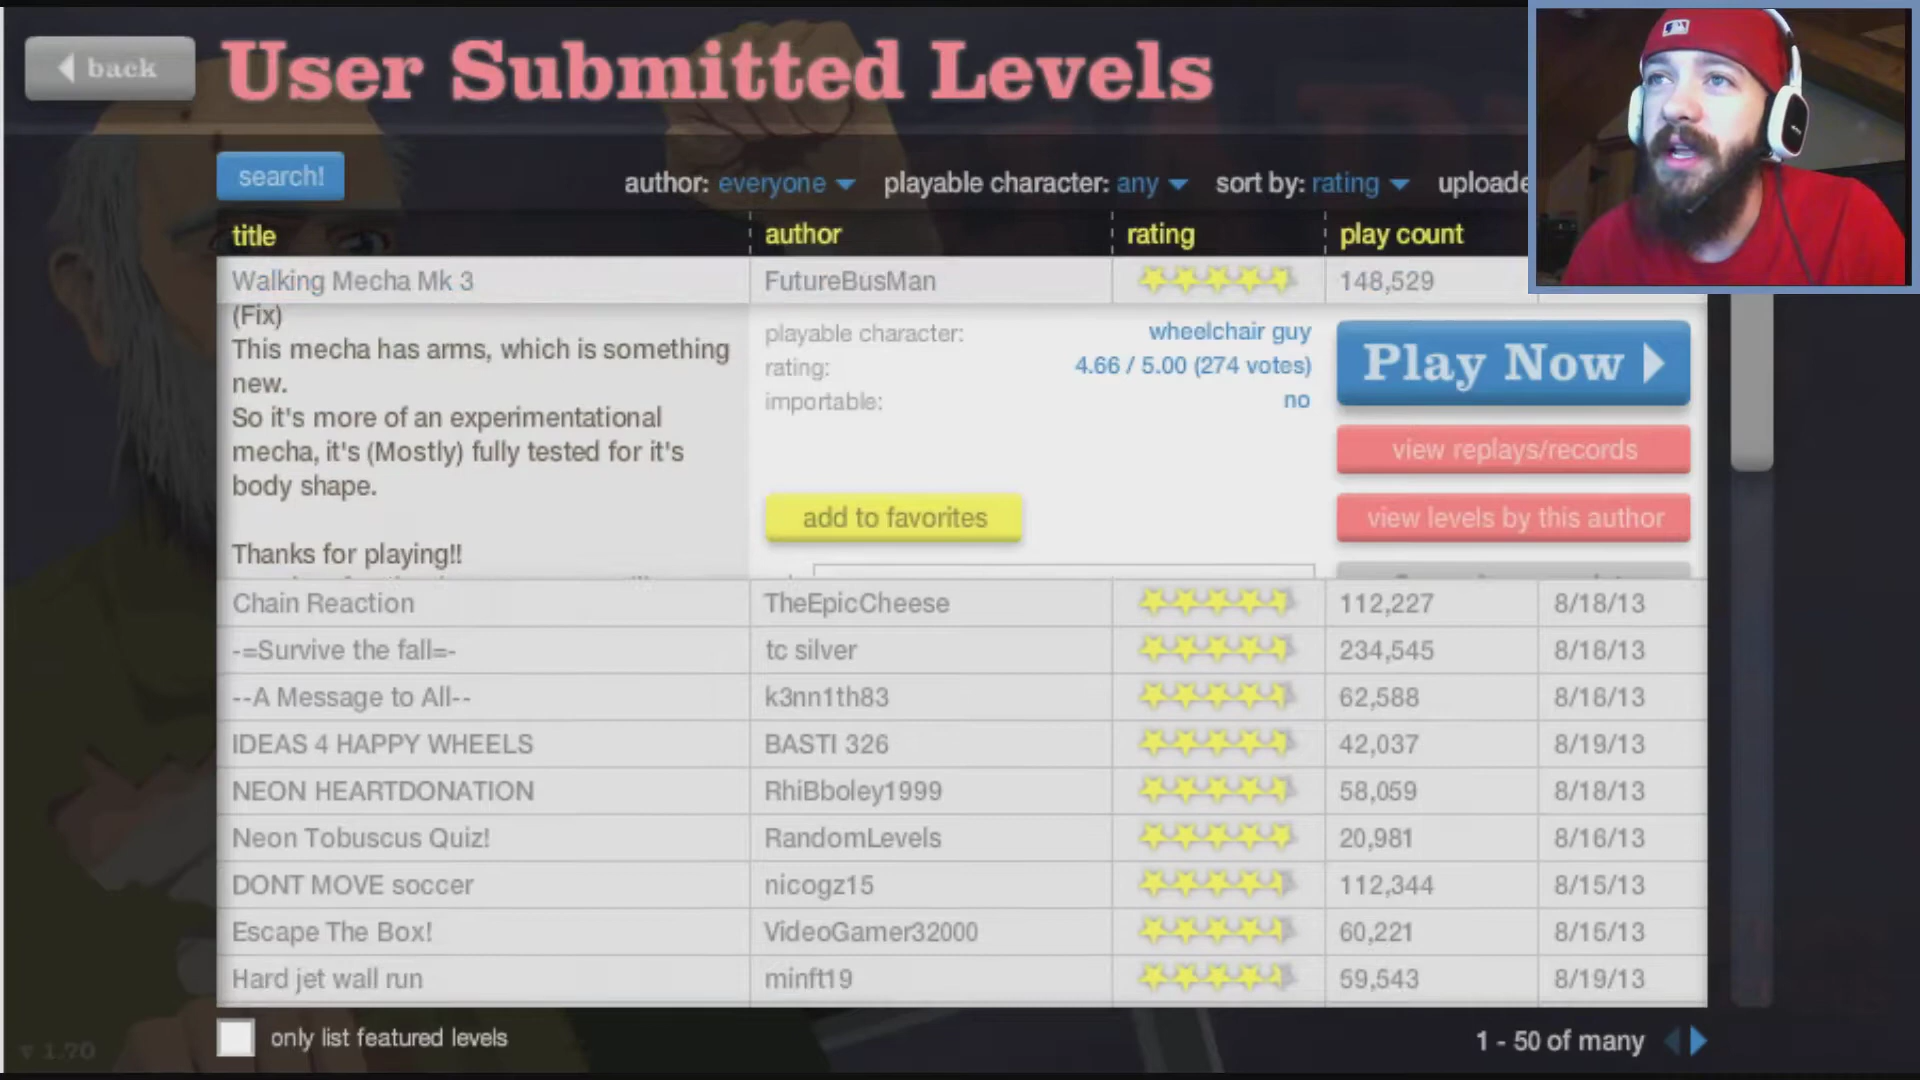 back
User Submitted Levels
search!
author: everyone playable character: any sort by: rating uploade
title author rating play count
Walking Mecha Mk 3 FutureBusMan 148,529
(Fix)
This mecha has arms, which is something
new.
So it's more of an experimentational
mecha, it's (Mostly) fully tested for it's
body shape.
Thanks for playing!!
playable character: wheelchair guy
rating: 4.66 / 5.00 (274 votes)
importable: no
add to favorites
Play Now
view replays/records
view levels by this author
Chain Reaction TheEpicCheese 112,227 8/18/13
-=Survive the fall=- tc silver 234,545 8/18/13
--A Message to All-- k3nn1th83 62,588 8/16/13
IDEAS 4 HAPPY WHEELS BASTI 326 42,037 8/19/13
NEON HEARTDONATION RhiBboley1999 58,059 8/18/13
Neon Tobuscus Quiz! RandomLevels 20,981 8/16/13
DONT MOVE soccer nicogz15 112,344 8/15/13
Escape The Box! VideoGamer32000 60,221 8/15/13
Hard jet wall run minft19 59,543 8/19/13
only list featured levels
1 - 50 of many
v 1.70